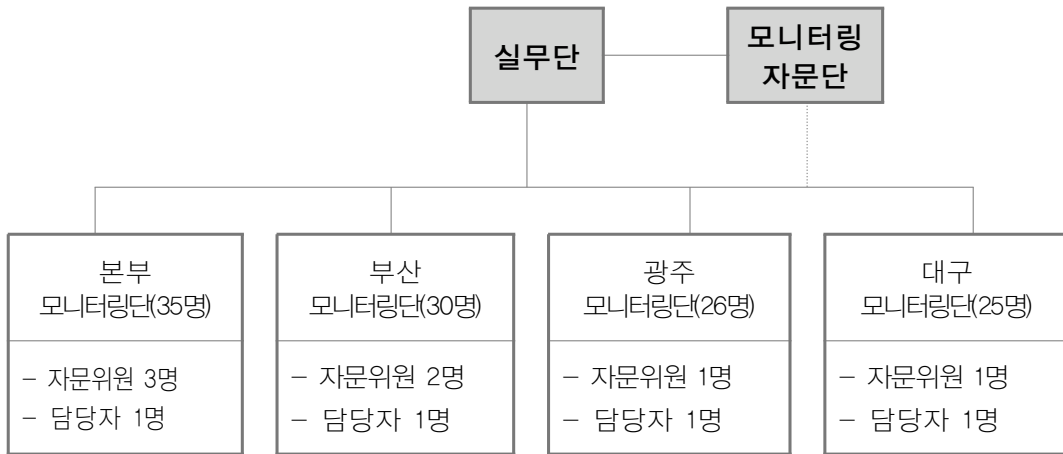 실무단
모니터링
자문단
본부
모니터링단(35명)
– 자문위원 3명
– 담당자 1명
부산
모니터링단(30명)
– 자문위원 2명
– 담당자 1명
광주
모니터링단(26명)
– 자문위원 1명
– 담당자 1명
대구
모니터링단(25명)
– 자문위원 1명
– 담당자 1명